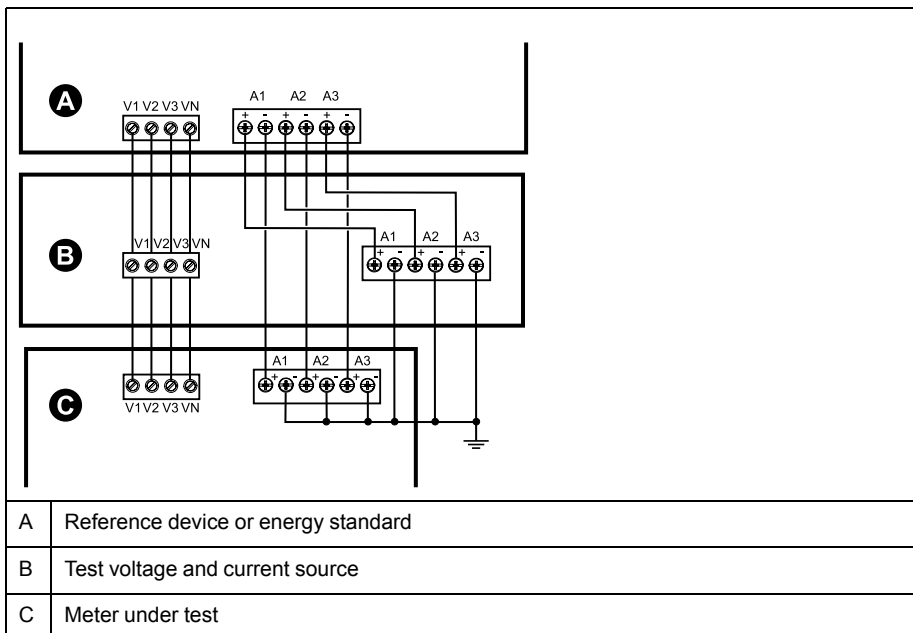 A1 A2 A3
A
V1 V2 V3 VN
+ - + - + -
V1 V2 V3 VN
A1 A2 A3
B
+ - + - + -
A1 A2 A3
+ - + - + -
C
V1 V2 V3 VN
A Reference device or energy standard
B Test voltage and current source
C Meter under test